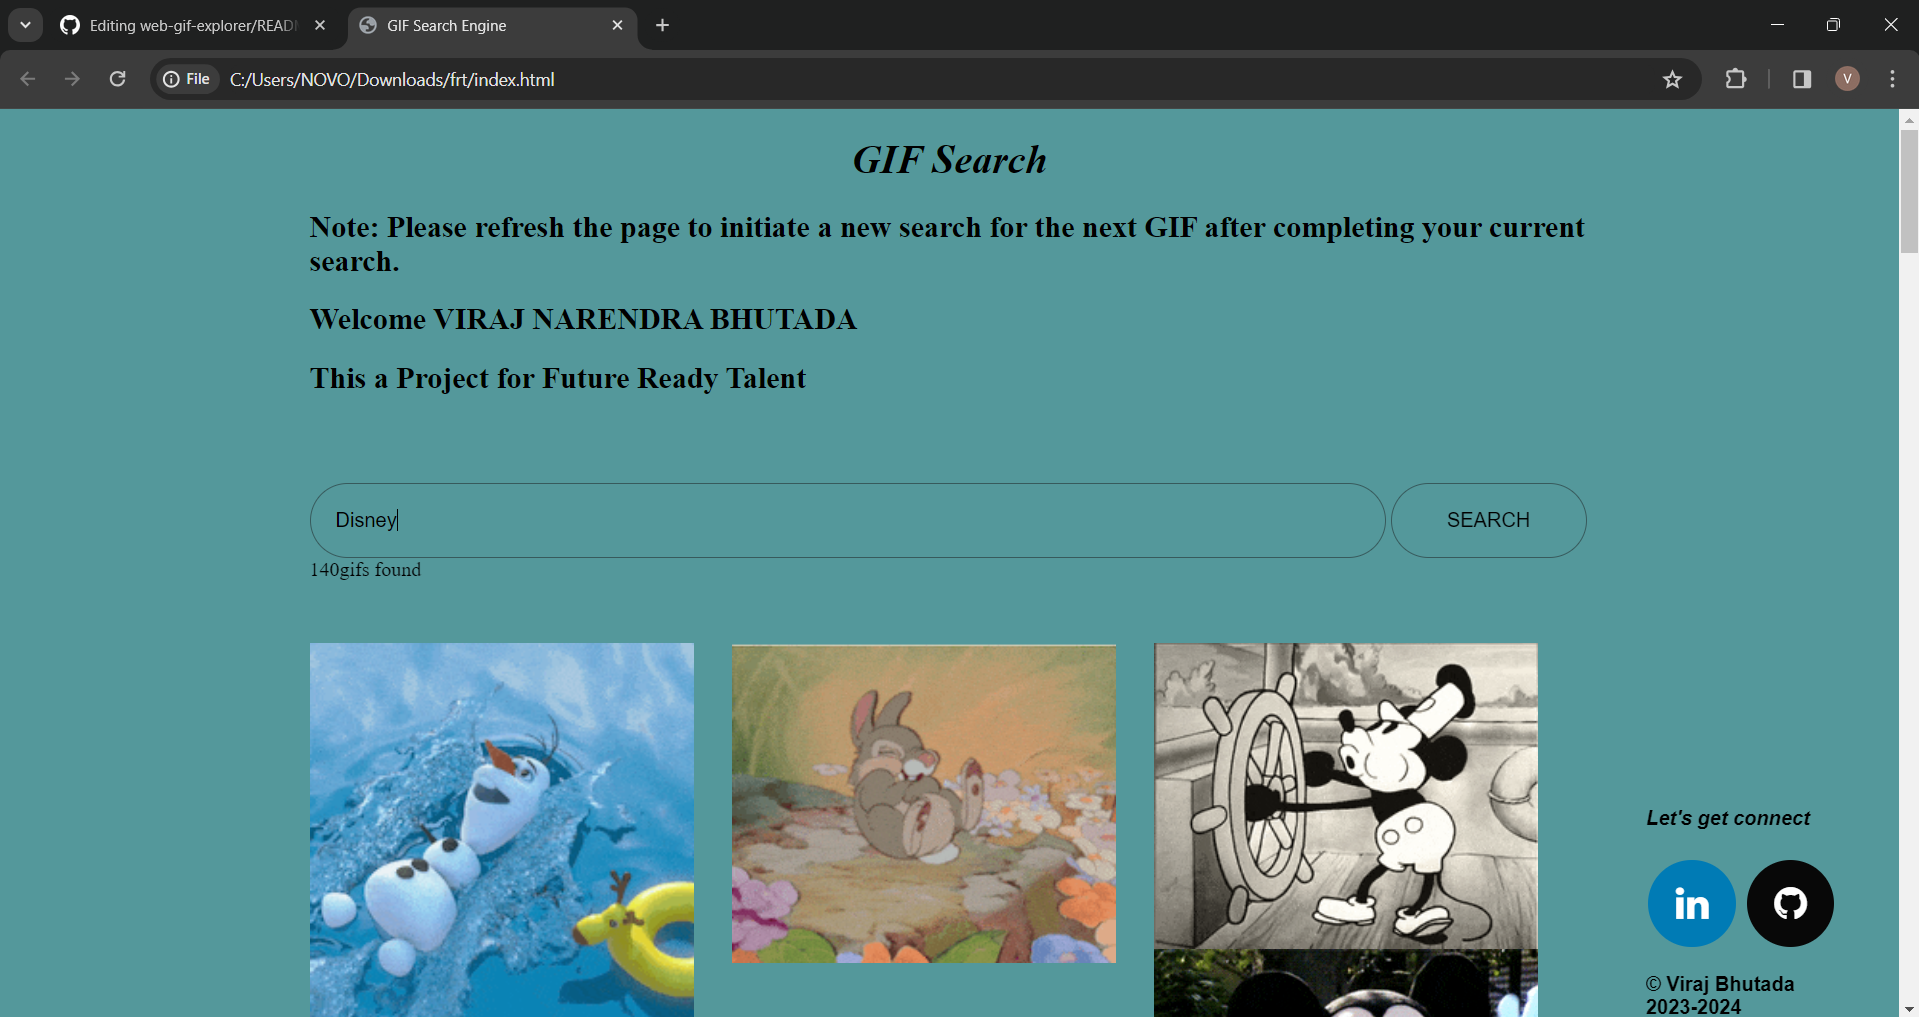 Editing web-gif-explorer/READ
GIF Search Engine
File
C:/Users/NOVO/Downloads/frt/index.html
V
GIF Search
Note: Please refresh the page to initiate a new search for the next GIF after completing your current
search.
Welcome VIRAJ NARENDRA BHUTADA
This a Project for Future Ready Talent
Disney
SEARCH
140gifs found
Let's get connect
in
© Viraj Bhutada
2023-2024